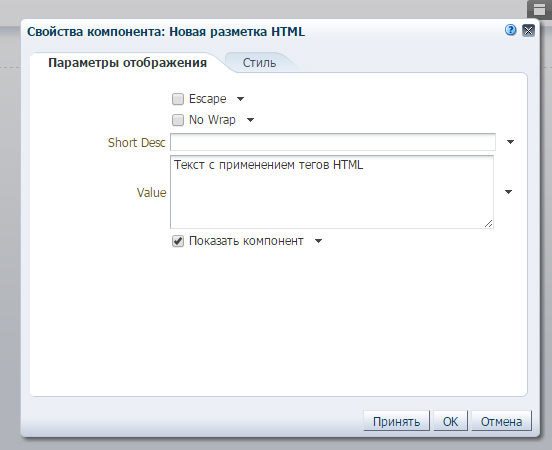 Свойства компонента: Новая разметка HTML
Параметры отображения
Стиль
Escape
No Wrap
Short Desc
Value
Текст с применением тегов HTML
Показать компонент
Принять
OK
Отмена